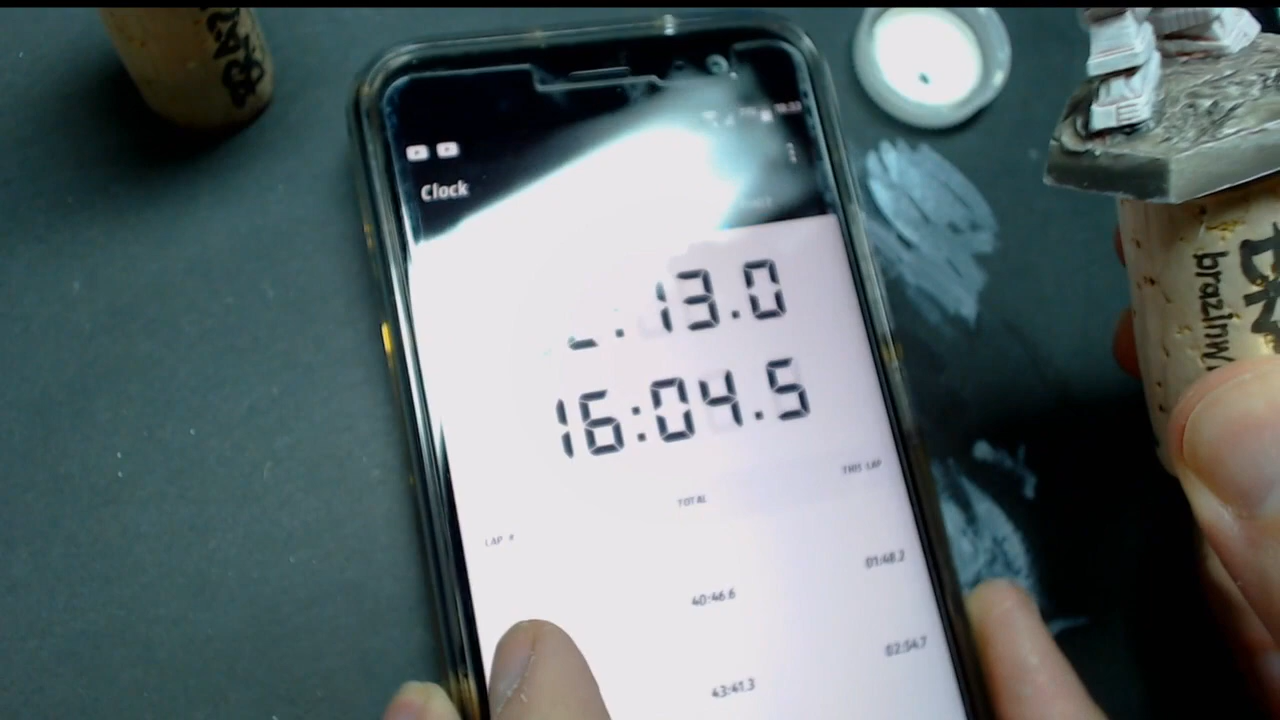 Clock
13.0
16:04.5
LAP # TOTAL THIS LAP
40:46.6 01:48.2
43:41.3 02:54.7
brazinw